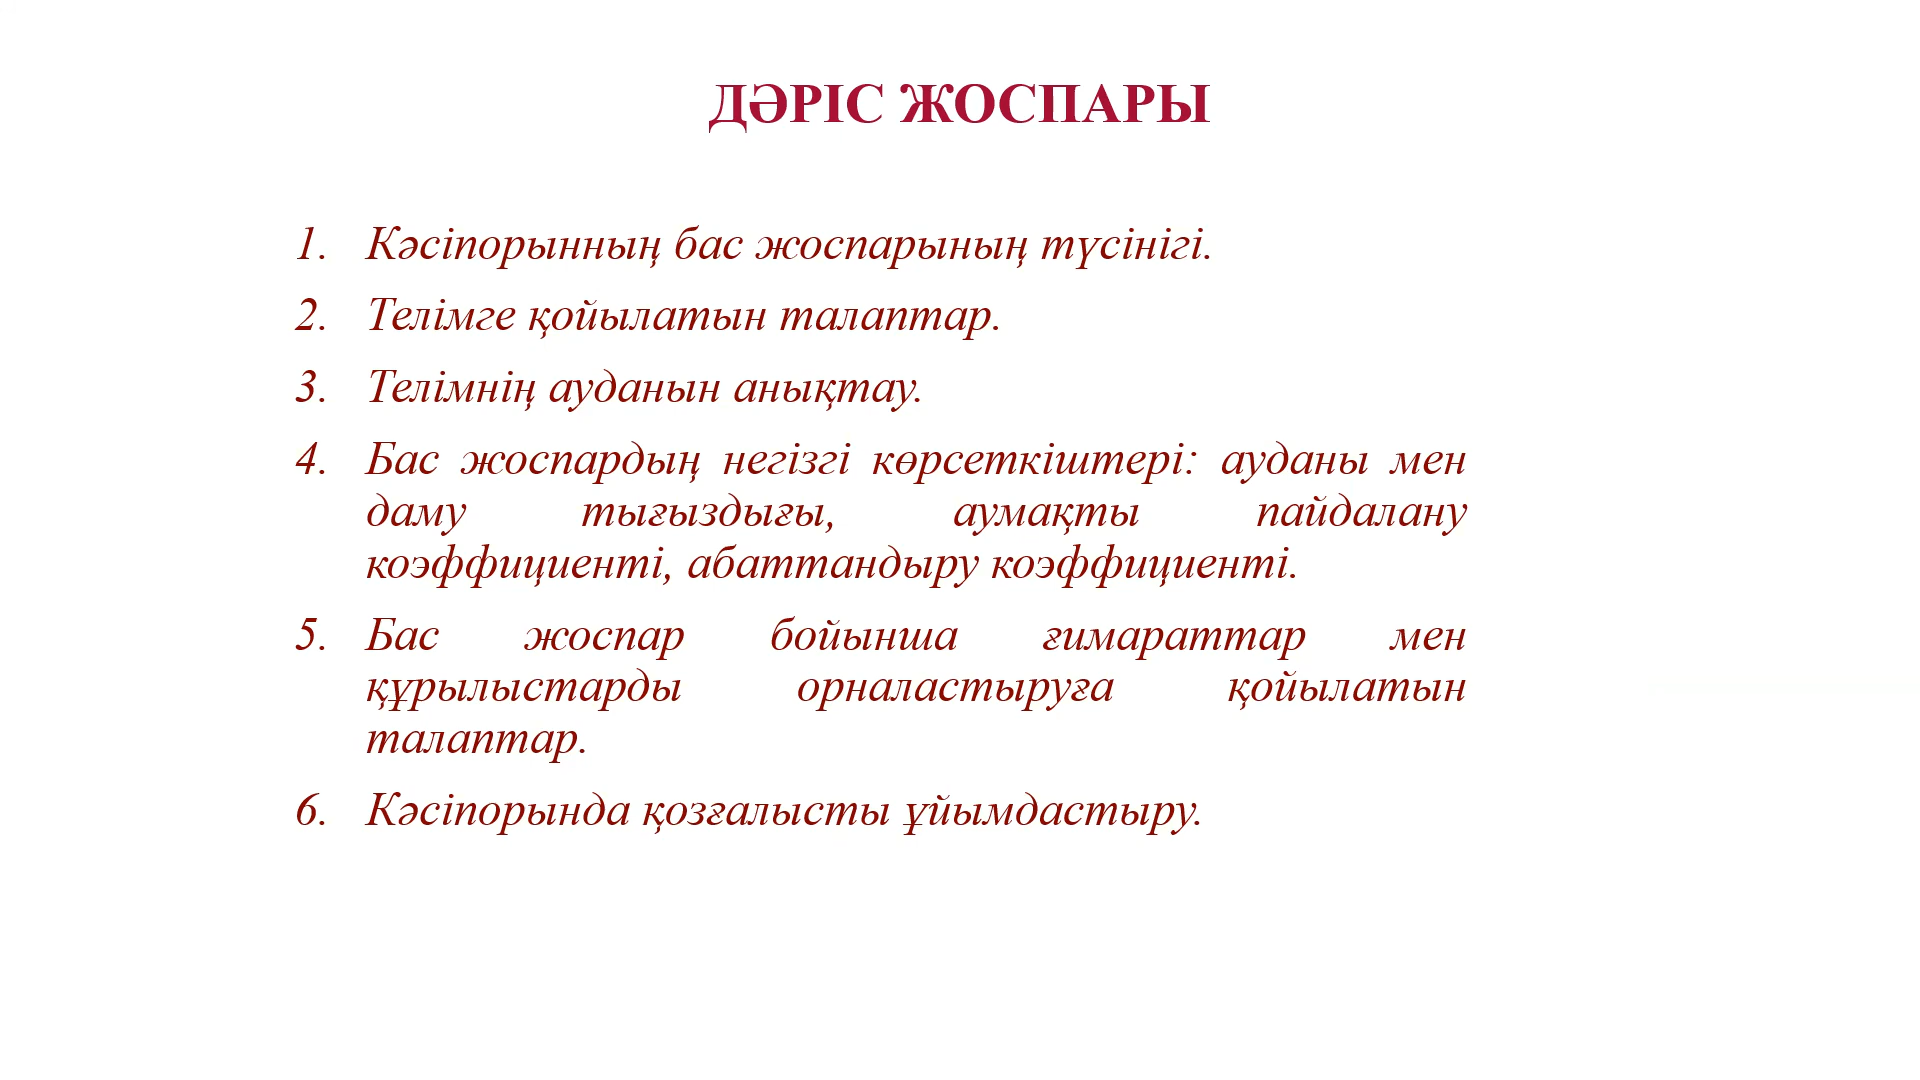 ДӘРІС ЖОСПАРЫ
1. Кәсіпорынның бас жоспарының түсінігі.
2. Телімге қойылатын талаптар.
3. Телімнің ауданын анықтау.
4. Бас жоспардың негізгі көрсеткіштері: ауданы мен
даму тығыздығы, аумақты пайдалану
коэффициенті, абаттандыру коэффициенті.
5. Бас жоспар бойынша ғимараттар мен
құрылыстарды орналастыруға қойылатын
талаптар.
6. Кәсіпорында қозғалысты ұйымдастыру.